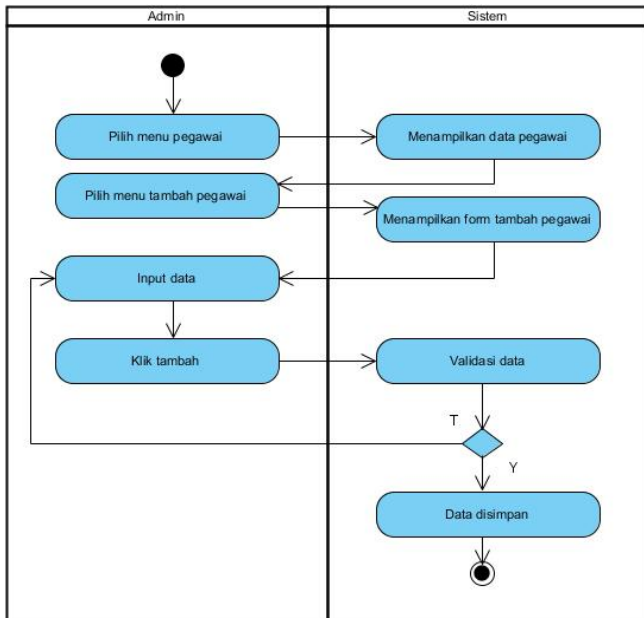 Admin
Sistem
Pilih menu pegawai
Menampilkan data pegawai
Pilih menu tambah pegawai
Menampilkan form tambah pegawai
Input data
Klik tambah
Validasi data
T
Y
Data disimpan